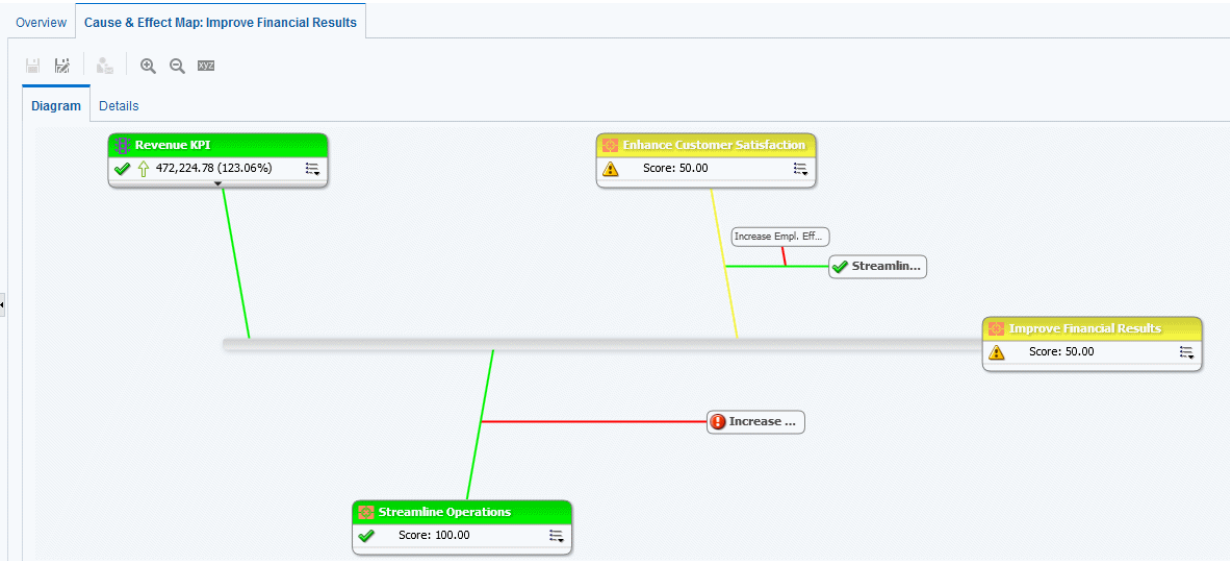 Overview Cause & Effect Map: Improve Financial Results
xyz
Diagram Details
Revenue KPI
472,224.78 (123.06%)
Enhance Customer Satisfaction
Score: 50.00
Increase Empl. Eff...
Streamlin...
Improve Financial Results
Score: 50.00
Increase ...
Streamline Operations
Score: 100.00